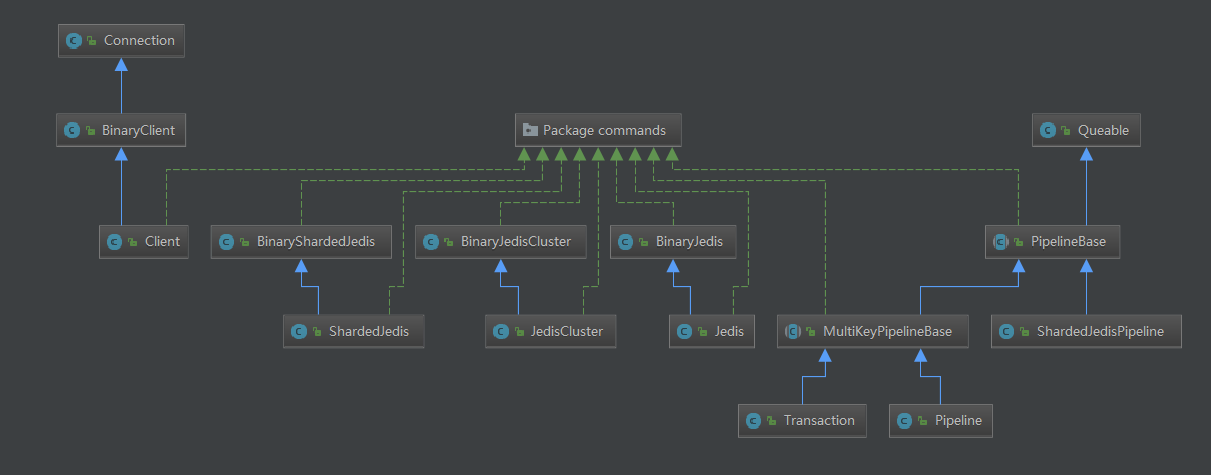 Connection
BinaryClient
Package commands
Queable
Client
BinaryShardedJedis
BinaryJedisCluster
BinaryJedis
PipelineBase
ShardedJedis
JedisCluster
Jedis
MultiKeyPipelineBase
ShardedJedisPipeline
Transaction
Pipeline